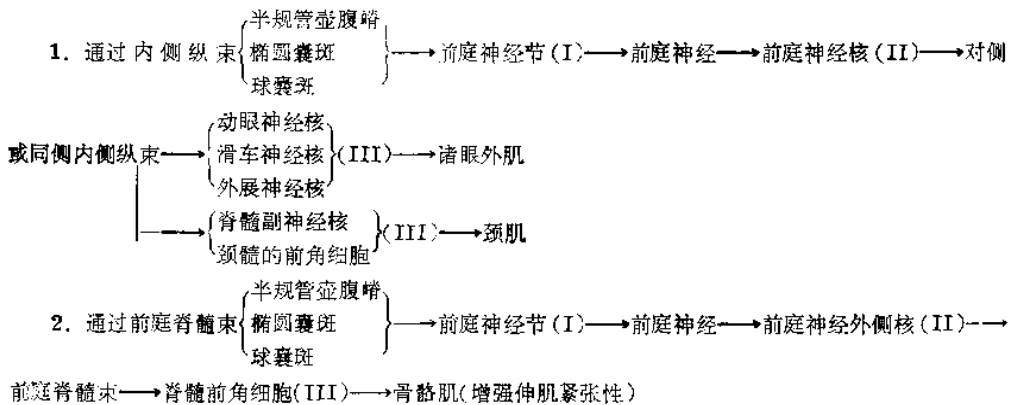 半规管壶腹嵴
1. 通过内侧纵束{椭圆囊斑}→前庭神经节(I)→前庭神经→前庭神经核(II)→对侧
球囊斑
动眼神经核
或同侧内侧纵束→{滑车神经核}(III)→诸眼外肌
外展神经核
→{脊髓副神经核
颈髓的前角细胞}(III)→颈肌
半规管壶腹嵴
2. 通过前庭脊髓束{椭圆囊斑}→前庭神经节(I)→前庭神经→前庭神经外侧核(II)→
球囊斑
前庭脊髓束→脊髓前角细胞(III)→骨骼肌(增强伸肌紧张性)